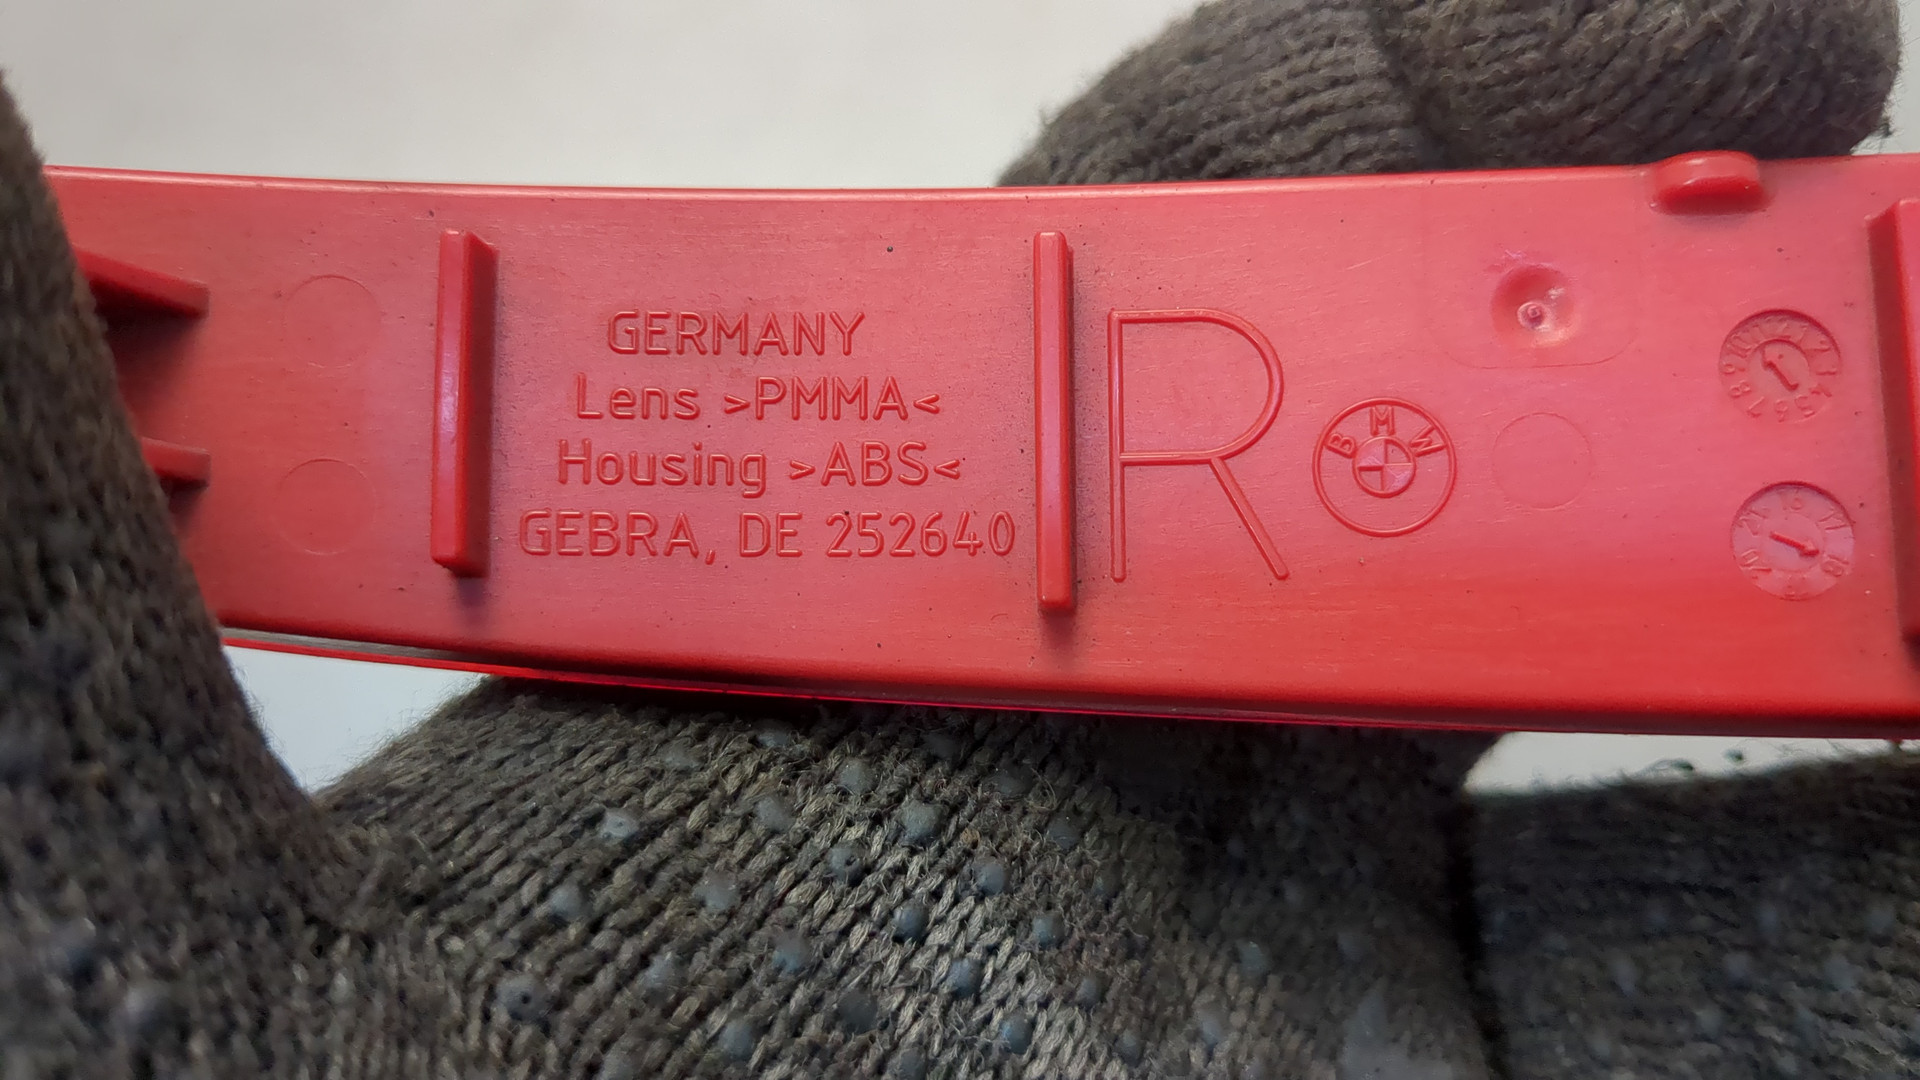 GERMANY
Lens >PMMA<
Housing >ABS<
GEBRA, DE 252640
R
BMW